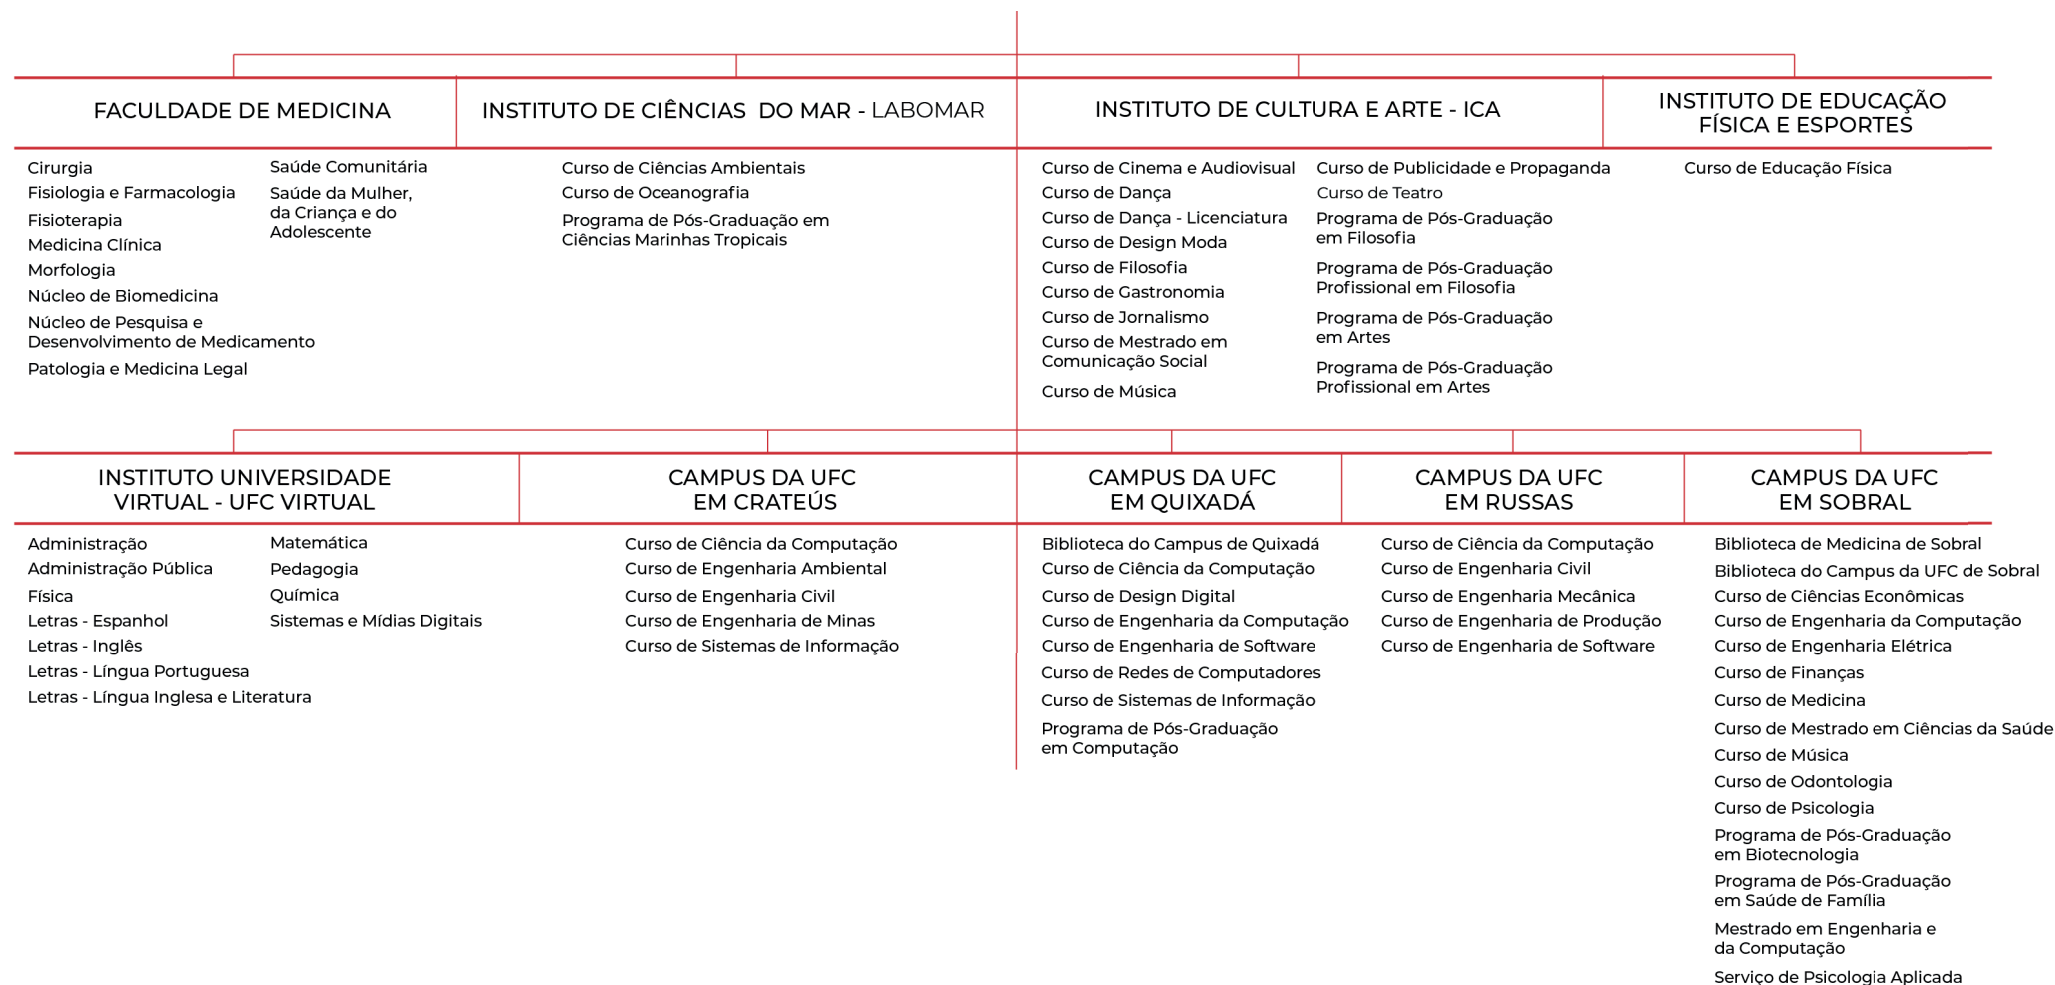 FACULDADE DE MEDICINA
Cirurgia
Fisiologia e Farmacologia
Fisioterapia
Medicina Clínica
Morfologia
Núcleo de Biomedicina
Núcleo de Pesquisa e
Desenvolvimento de Medicamento
Patologia e Medicina Legal
Saúde Comunitária
Saúde da Mulher,
da Criança e do
Adolescente
INSTITUTO DE CIÊNCIAS DO MAR - LABOMAR
Curso de Ciências Ambientais
Curso de Oceanografia
Programa de Pós-Graduação em
Ciências Marinhas Tropicais
INSTITUTO DE CULTURA E ARTE - ICA
Curso de Cinema e Audiovisual
Curso de Dança
Curso de Dança - Licenciatura
Curso de Design Moda
Curso de Filosofia
Curso de Gastronomia
Curso de Jornalismo
Curso de Mestrado em
Comunicação Social
Curso de Música
Curso de Publicidade e Propaganda
Curso de Teatro
Programa de Pós-Graduação
em Filosofia
Programa de Pós-Graduação
Profissional em Filosofia
Programa de Pós-Graduação
em Artes
Programa de Pós-Graduação
Profissional em Artes
INSTITUTO DE EDUCAÇÃO
FÍSICA E ESPORTES
Curso de Educação Física
INSTITUTO UNIVERSIDADE
VIRTUAL - UFC VIRTUAL
Administração
Administração Pública
Física
Letras - Espanhol
Letras - Inglês
Letras - Língua Portuguesa
Letras - Língua Inglesa e Literatura
Matemática
Pedagogia
Química
Sistemas e Mídias Digitais
CAMPUS DA UFC
EM CRATEÚS
Curso de Ciência da Computação
Curso de Engenharia Ambiental
Curso de Engenharia Civil
Curso de Engenharia de Minas
Curso de Sistemas de Informação
CAMPUS DA UFC
EM QUIXADÁ
Biblioteca do Campus de Quixadá
Curso de Ciência da Computação
Curso de Design Digital
Curso de Engenharia da Computação
Curso de Engenharia de Software
Curso de Redes de Computadores
Curso de Sistemas de Informação
Programa de Pós-Graduação
em Computação
CAMPUS DA UFC
EM RUSSAS
Curso de Ciência da Computação
Curso de Engenharia Civil
Curso de Engenharia Mecânica
Curso de Engenharia de Produção
Curso de Engenharia de Software
CAMPUS DA UFC
EM SOBRAL
Biblioteca de Medicina de Sobral
Biblioteca do Campus da UFC de Sobral
Curso de Ciências Econômicas
Curso de Engenharia da Computação
Curso de Engenharia Elétrica
Curso de Finanças
Curso de Medicina
Curso de Mestrado em Ciências da Saúde
Curso de Música
Curso de Odontologia
Curso de Psicologia
Programa de Pós-Graduação
em Biotecnologia
Programa de Pós-Graduação
em Saúde de Família
Mestrado em Engenharia e
da Computação
Serviço de Psicologia Aplicada